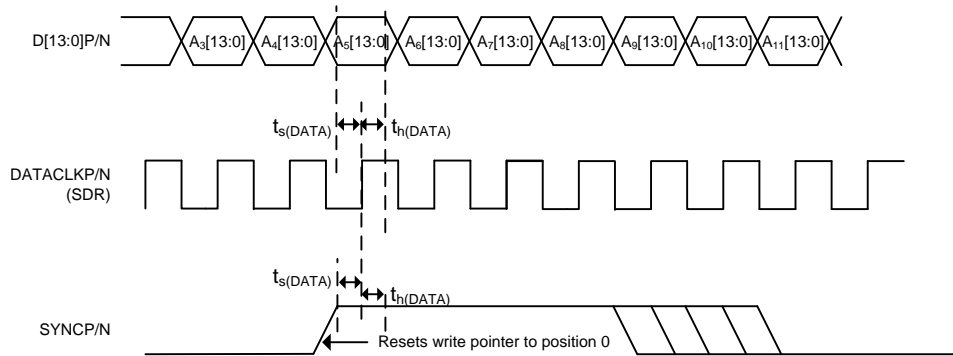 D[13:0]P/N
A₃[13:0] A₄[13:0] A₅[13:0] A₆[13:0] A₇[13:0] A₈[13:0] A₉[13:0] A₁₀[13:0] A₁₁[13:0]
tₛ(DATA) tₕ(DATA)
DATACLKP/N
(SDR)
tₛ(DATA)
tₕ(DATA)
SYNCP/N
Resets write pointer to position 0